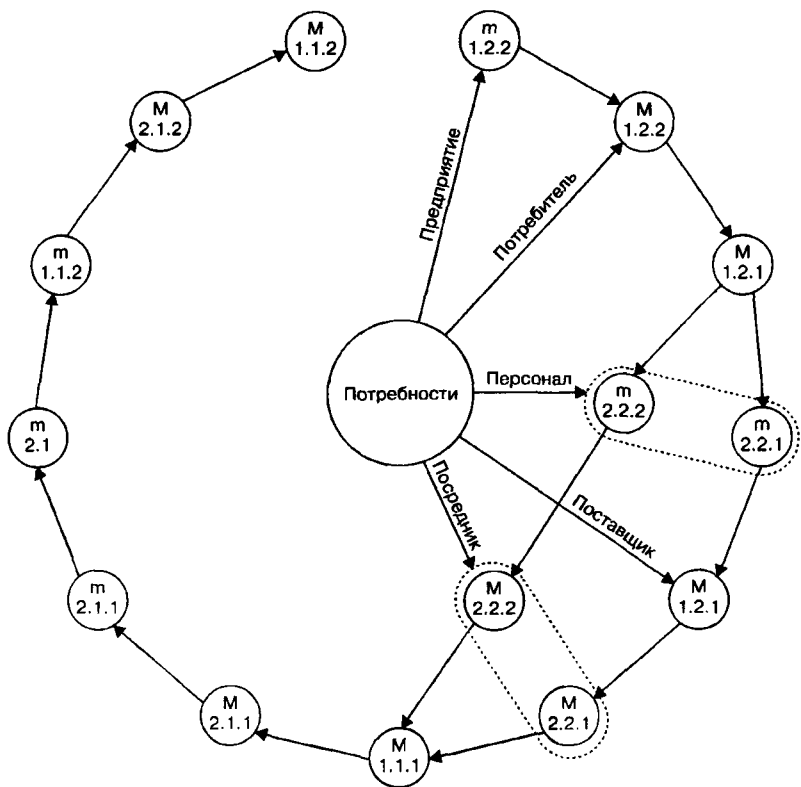 М
1.1.2
m
1.2.2
М
2.1.2
М
1.2.2
Предприятие
Потребитель
m
1.1.2
М
1.2.1
Потребности
Персонал
m
2.2.2
m
2.1
m
2.2.1
Посредник
Поставщик
m
2.1.1
М
2.2.2
М
1.2.1
М
2.1.1
М
2.2.1
М
1.1.1